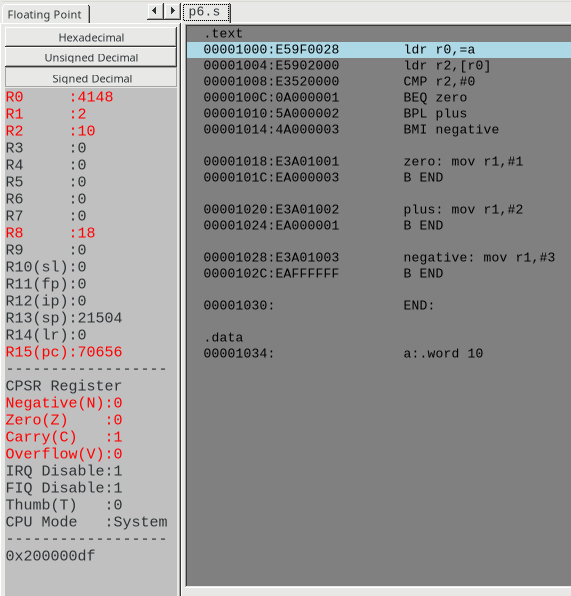 Floating Point
Hexadecimal
Unsigned Decimal
Signed Decimal
R0 :4148
R1 :2
R2 :10
R3 :0
R4 :0
R5 :0
R6 :0
R7 :0
R8 :18
R9 :0
R10(sl):0
R11(fp):0
R12(ip):0
R13(sp):21504
R14(lr):0
R15(pc):70656
------------------
CPSR Register
Negative(N):0
Zero(Z) :0
Carry(C) :1
Overflow(V):0
IRQ Disable:1
FIQ Disable:1
Thumb(T) :0
CPU Mode :System
------------------
0x200000df
p6.s
.text
00001000:E59F0028 ldr r0,=a
00001004:E5902000 ldr r2,[r0]
00001008:E3520000 CMP r2,#0
0000100C:0A000001 BEQ zero
00001010:5A000002 BPL plus
00001014:4A000003 BMI negative
00001018:E3A01001 zero: mov r1,#1
0000101C:EA000003 B END
00001020:E3A01002 plus: mov r1,#2
00001024:EA000001 B END
00001028:E3A01003 negative: mov r1,#3
0000102C:EAFFFFFF B END
00001030: END:
.data
00001034: a:.word 10